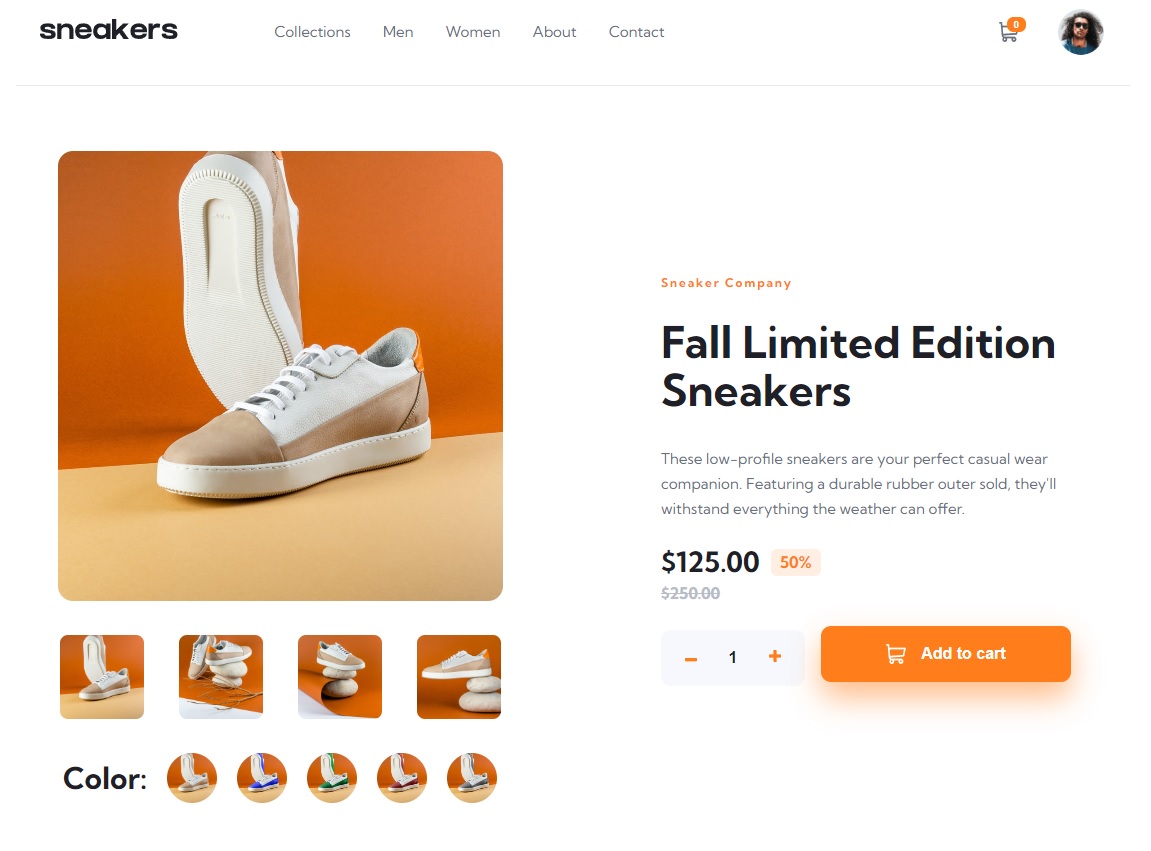 sneakers
Collections Men Women About Contact
0
Sneaker Company
Fall Limited Edition
Sneakers
These low-profile sneakers are your perfect casual wear
companion. Featuring a durable rubber outer sold, they'll
withstand everything the weather can offer.
$125.00 50%
$250.00
1
Add to cart
Color: